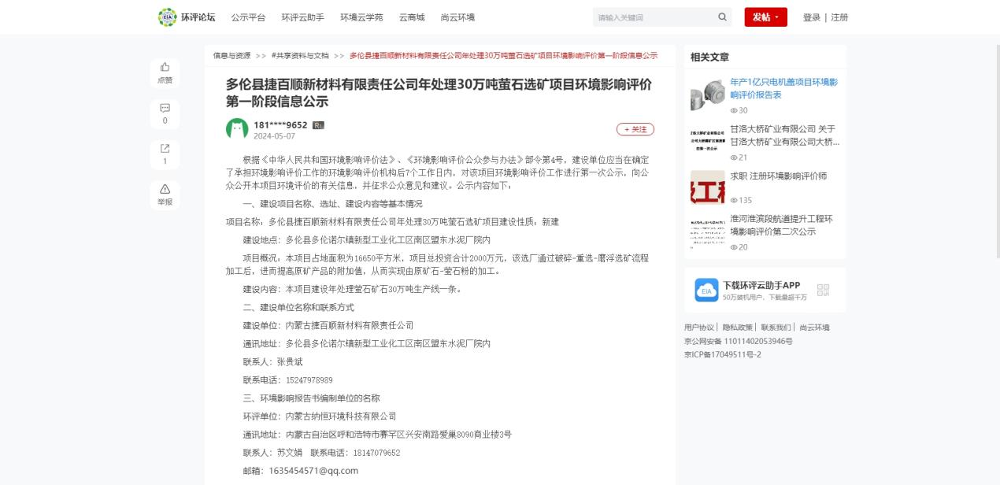 环评论坛 公示平台 环评云助手 环境云学苑 云商城 尚云环境 请输入关键词 发帖 登录 | 注册
点赞
0
1
举报
信息与资源 >> #共享资料与文档 >> 多伦县捷百顺新材料有限责任公司年处理30万吨萤石选矿项目环境影响评价第一阶段信息公示
多伦县捷百顺新材料有限责任公司年处理30万吨萤石选矿项目环境影响评价
第一阶段信息公示
181****9652
2024-05-07
+ 关注
根据《中华人民共和国环境影响评价法》、《环境影响评价公众参与办法》部令第4号，建设单位应当在确定
了承担环境影响评价工作的环境影响评价机构后7个工作日内，对该项目环境影响评价工作进行第一次公示，向公
众公开本项目环境评价的有关信息，并征求公众意见和建议。公示内容如下：
一、建设项目名称、选址、建设内容等基本情况
项目名称：多伦县捷百顺新材料有限责任公司年处理30万吨萤石选矿项目建设性质：新建
建设地点：多伦县多伦诺尔镇新型工业化工区南区盟东水泥厂院内
项目概况：本项目占地面积为16650平方米，项目总投资合计2000万元，该选厂通过破碎-重选-磨浮选矿流程
加工后，进而提高原矿产品的附加值，从而实现由原矿石-萤石粉的加工。
建设内容：本项目建设年处理萤石矿石30万吨生产线一条。
二、建设单位名称和联系方式
建设单位：内蒙古捷百顺新材料有限责任公司
通讯地址：多伦县多伦诺尔镇新型工业化工区南区盟东水泥厂院内
联系人：张贵斌
联系电话：15247978989
三、环境影响报告书编制单位的名称
环评单位：内蒙古纳恒环境科技有限公司
通讯地址：内蒙古自治区呼和浩特市赛罕区兴安南路爱巢8090商业楼3号
联系人：苏文娟 联系电话：18147079652
邮箱：1635454571@qq.com
相关文章
年产1亿只电机盖项目环境影
响评价报告表
30
甘洛大桥矿业有限公司 关于
甘洛大桥矿业有限公司大桥...
21
求职 注册环境影响评价师
135
淮河淮滨段航道提升工程环
境影响评价第二次公示
20
EIA
下载环评云助手APP
50万装机用户，下载量超千万
用户协议 | 隐私政策 | 联系我们 | 尚云环境
京公网安备 11011402053946号
京ICP备17049511号-2